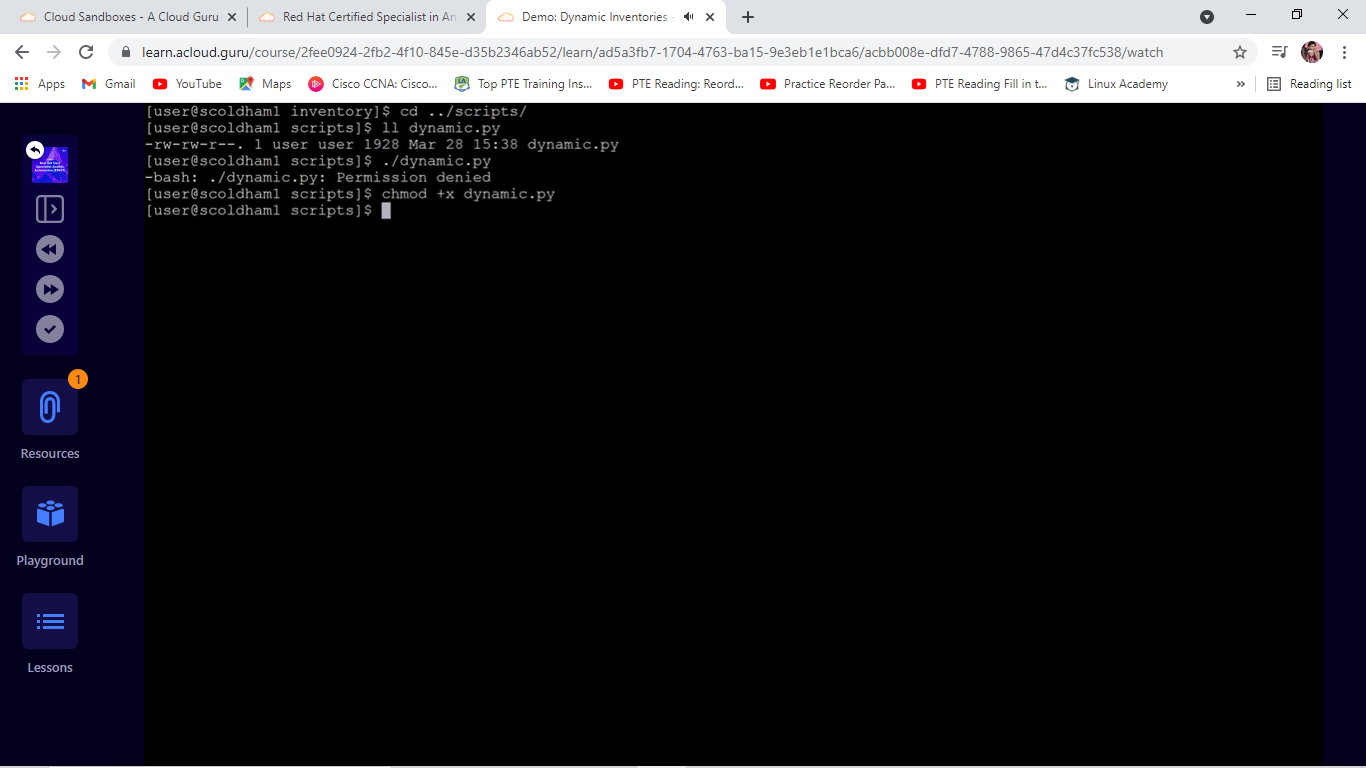 Cloud Sandboxes - A Cloud Guru
Red Hat Certified Specialist in An
Demo: Dynamic Inventories -
learn.acloud.guru/course/2fee0924-2fb2-4f10-845e-d35b2346ab52/learn/ad5a3fb7-1704-4763-ba15-9e3eb1e1bca6/acbb008e-dfd7-4788-9865-47d4c37fc538/watch
Apps
Gmail
YouTube
Maps
Cisco CCNA: Cisco...
Top PTE Training Ins...
PTE Reading: Reord...
Practice Reorder Pa...
PTE Reading Fill in t...
Linux Academy
»
Reading list
[user@scoldham1 inventory]$ cd ../scripts/
[user@scoldham1 scripts]$ ll dynamic.py
-rw-rw-r--. 1 user user 1928 Mar 28 15:38 dynamic.py
[user@scoldham1 scripts]$ ./dynamic.py
-bash: ./dynamic.py: Permission denied
[user@scoldham1 scripts]$ chmod +x dynamic.py
[user@scoldham1 scripts]$
1
Resources
Playground
Lessons